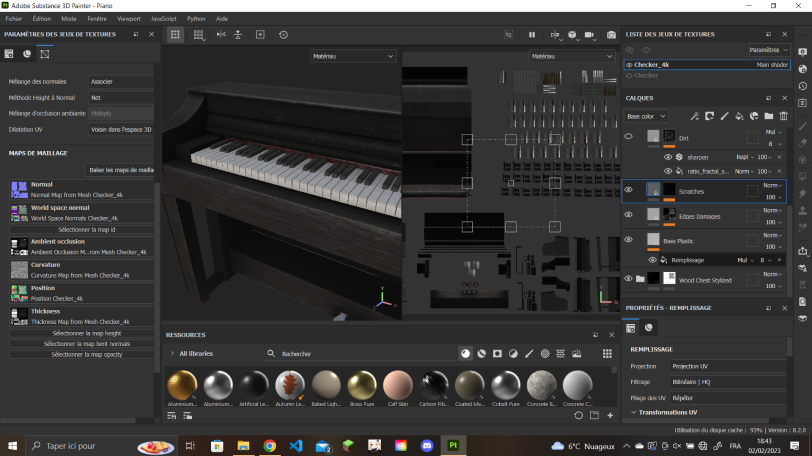 Adobe Substance 3D Painter - Piano
Fichier Edition Mode Fenêtre Viewport JavaScript Python Aide
PARAMÈTRES DES JEUX DE TEXTURES
Mélange des normales Associer
Méthode Height à Normal Net
Mélange d'occlusion ambiante Multiply
Dilatation UV Voisin dans l'espace 3D
MAPS DE MAILLAGE
Baker les maps de mailla
Normal
Normal Map from Mesh Checker_4k
World space normal
World Space Normals Checker_4k
Sélectionner la map id
Ambient occlusion
Ambient Occlusion M...rom Mesh Checker_4k
Curvature
Curvature Map from Mesh Checker_4k
Position
Position Checker_4k
Thickness
Thickness Map from Mesh Checker_4k
Sélectionner la map height
Sélectionner la map bent normals
Sélectionner la map opacity
Matériau
Matériau
RESSOURCES
All libraries
Rechercher
Aluminium... Aluminium... Artificial Le... Autumn Le... Baked Ligh... Brass Pure Calf Skin Carbon Fib... Coated Me... Cobalt Pure Concrete B... Concrete C...
LISTE DES JEUX DE TEXTURES
Paramètres
Checker_4k Main shader
Checker
CALQUES
Base color
Dirt Mul 8
sharpen Repl 100
ratio_fractal_s... Norm 100
Scratches Norm 100
Edges Damages Norm 100
Base Plastic Norm 100
Remplissage Mul 8
Wood Chest Stylized Norm 100
PROPRIÉTÉS - REMPLISSAGE
REMPLISSAGE
Projection Projection UV
Filtrage Bilinéaire | HQ
Pliage des UV Répéter
Transformations UV
Utilisation du disque cache : 93% | Version : 8.2.0
Taper ici pour
2
Pt
6°C Nuageux
FRA
18:43
02/02/2023